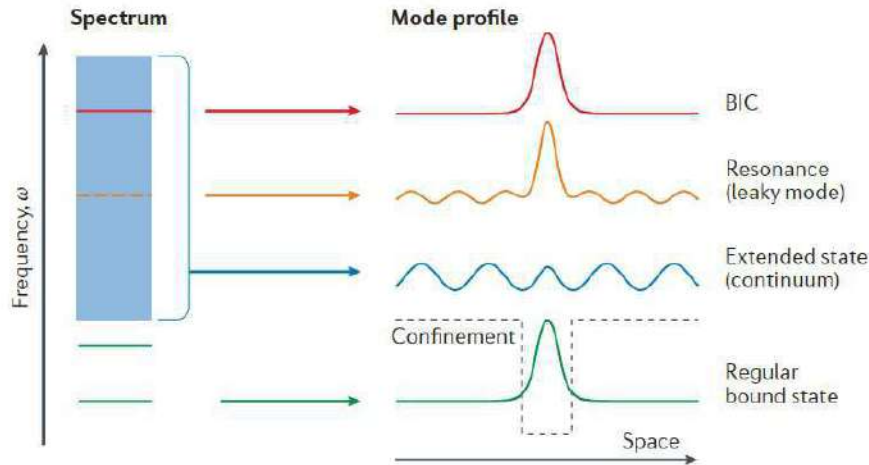 Spectrum
Mode profile
BIC
Resonance
(leaky mode)
Extended state
(continuum)
Confinement
Regular
bound state
Frequency, ω
Space